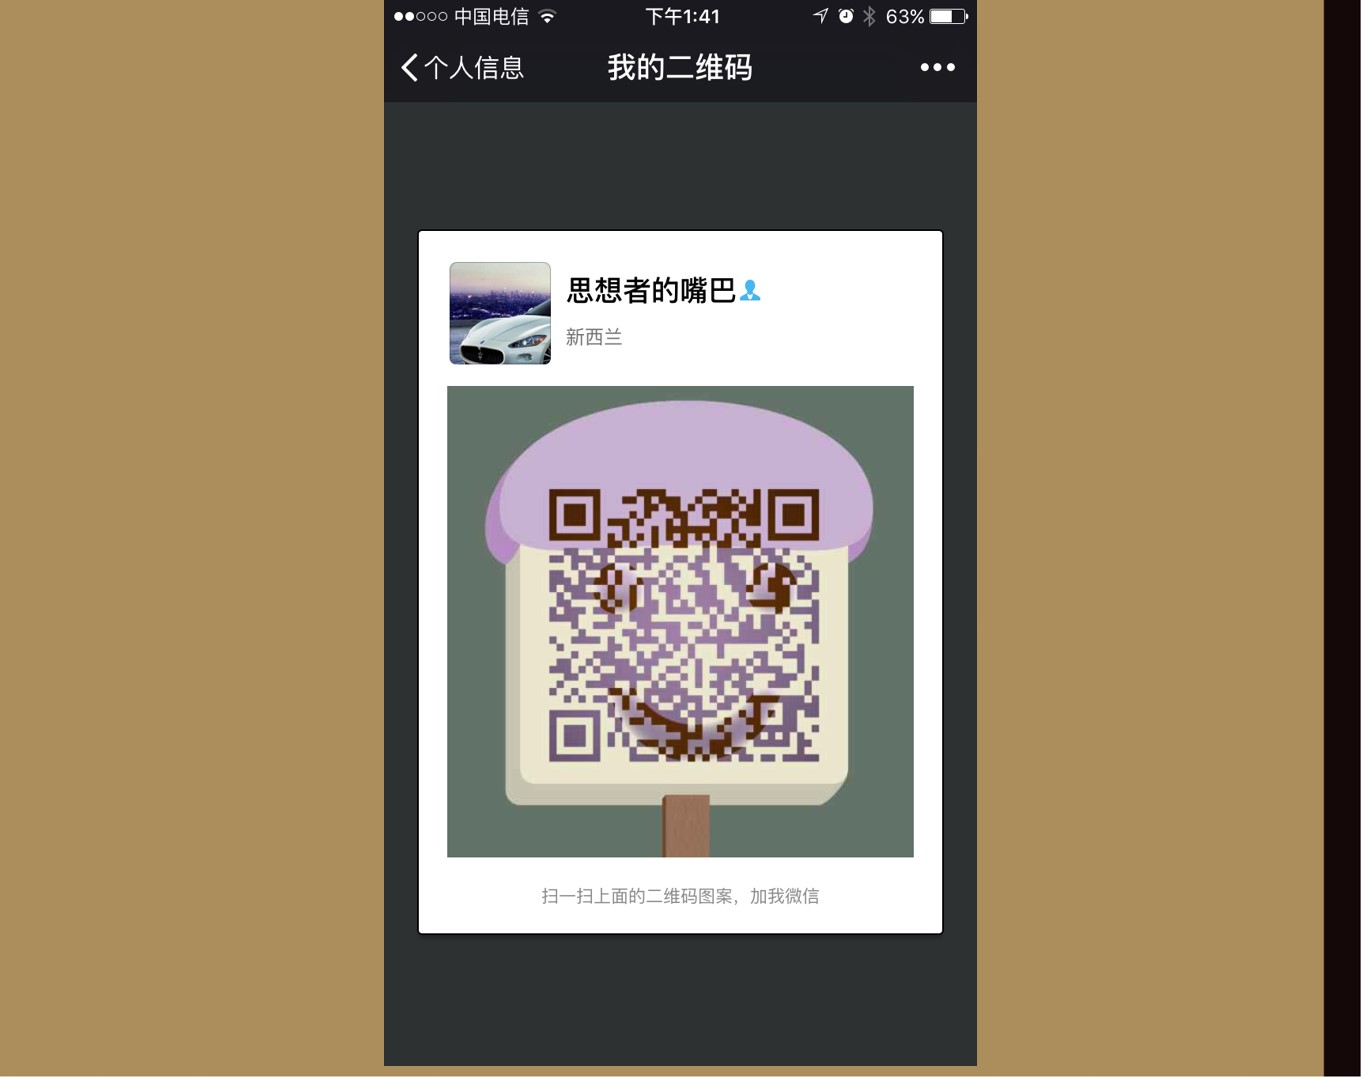 中国电信 下午1:41 63%
个人信息 我的二维码
思想者的嘴巴
新西兰
扫一扫上面的二维码图案，加我微信